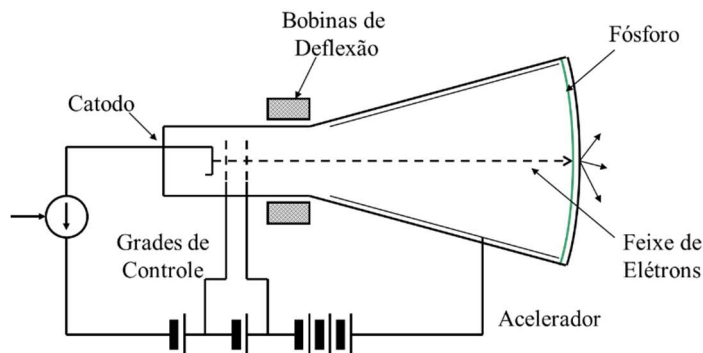 Bobinas de
Deflexão
Fósforo
Catodo
Grades de
Controle
Feixe de
Elétrons
Acelerador